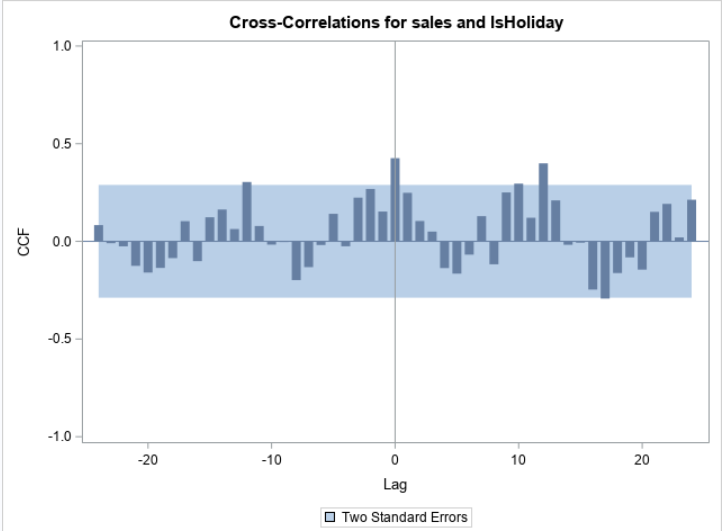 Cross-Correlations for sales and IsHoliday
1.0
0.5
0.0
-0.5
-1.0
CCF
-20 -10 0 10 20
Lag
Two Standard Errors